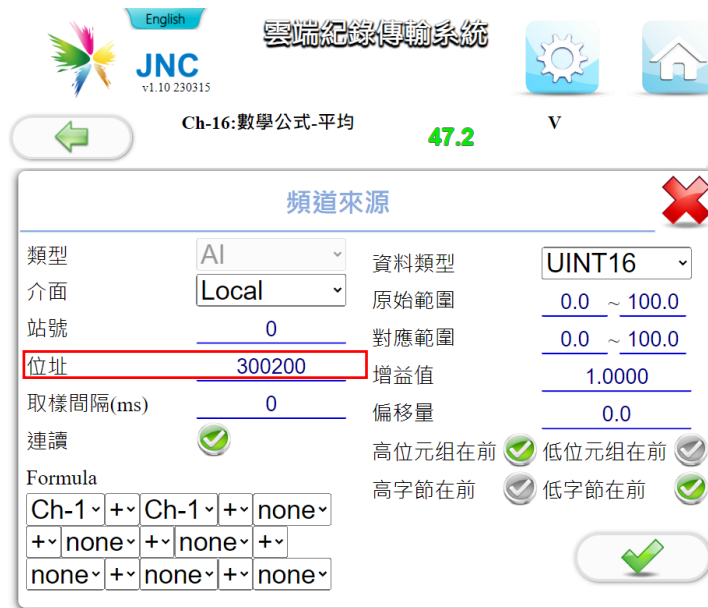 English
雲端紀錄傳輸系統
JNC
v1.10 230315
Ch-16:數學公式-平均 47.2 V
頻道來源
類型 AI
介面 Local
站號 0
位址 300200
取樣間隔(ms) 0
連讀
Formula
Ch-1 + Ch-1 + none
+ none + none +
none + none + none
資料類型 UINT16
原始範圍 0.0 ~ 100.0
對應範圍 0.0 ~ 100.0
增益值 1.0000
偏移量 0.0
高位元组在前 低位元组在前
高字節在前 低字節在前